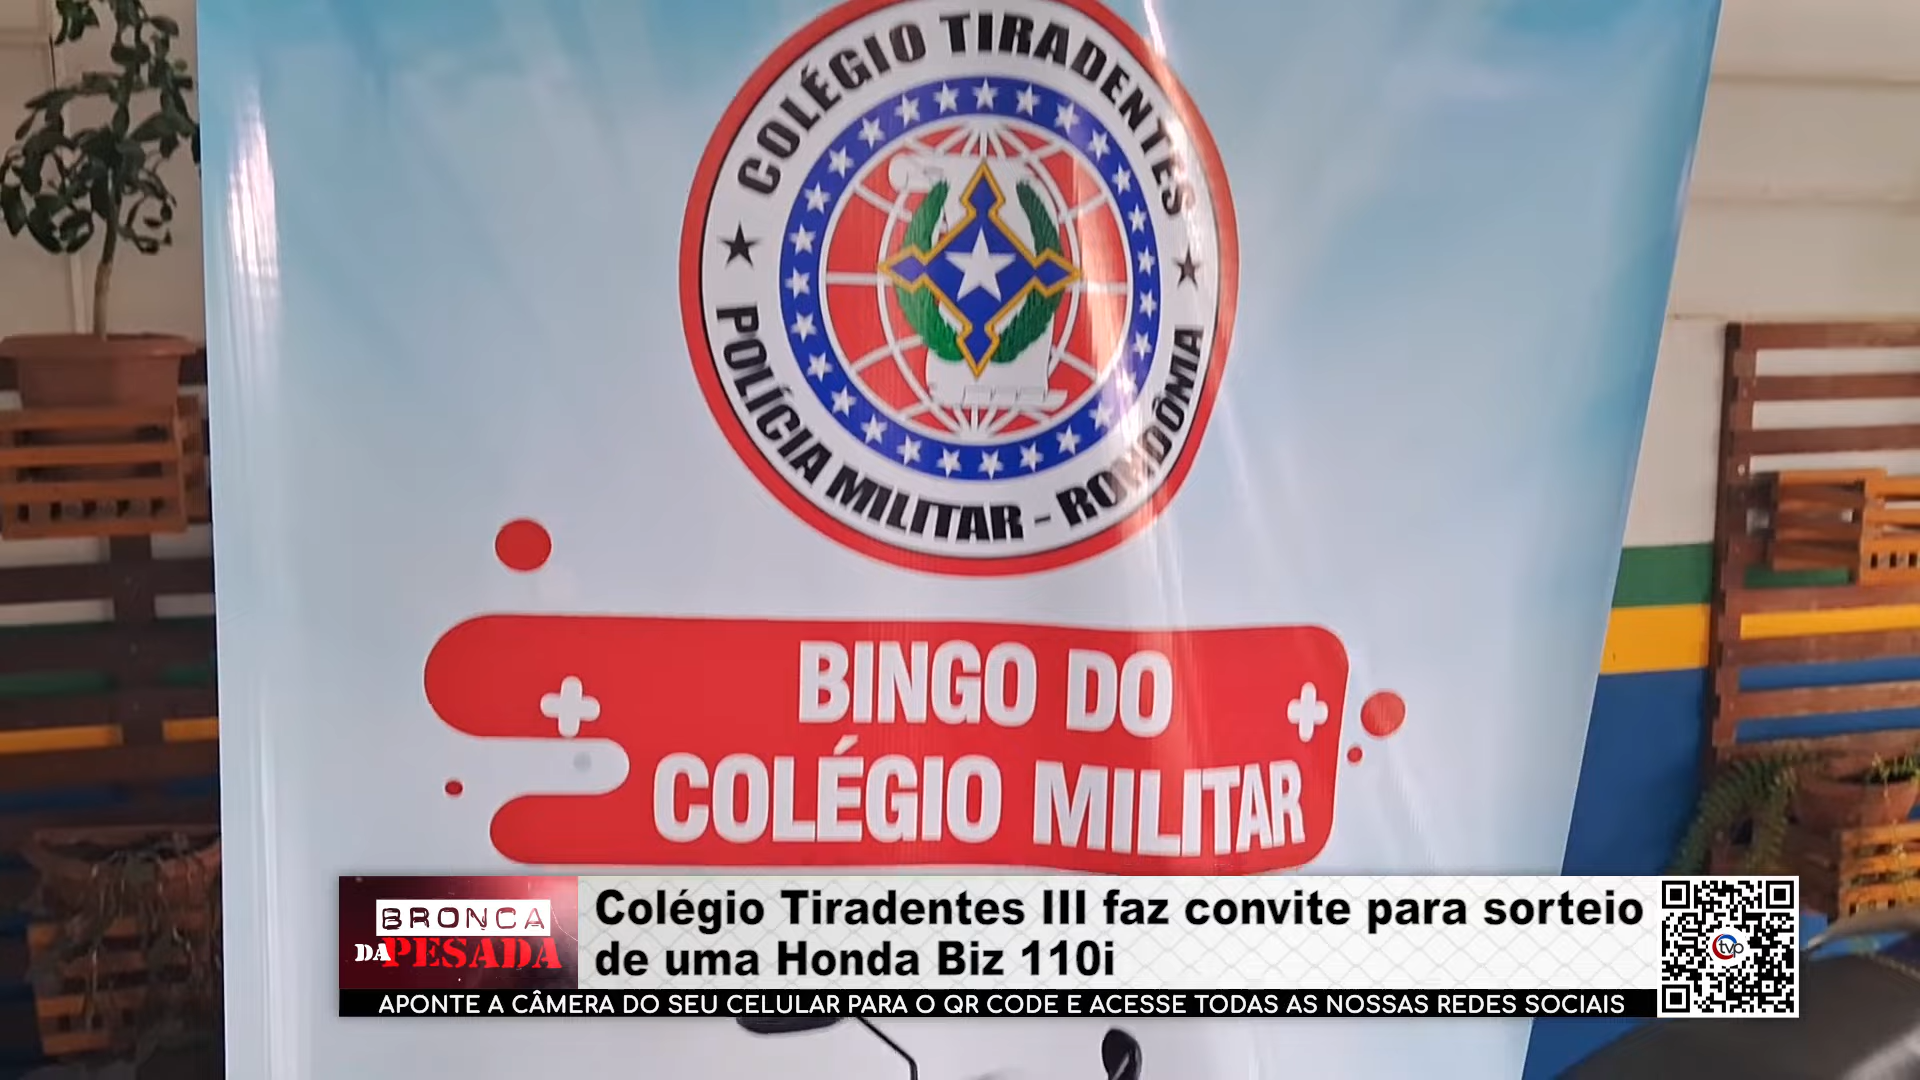 COLÉGIO TIRADENTES
POLÍCIA MILITAR - RONDÔNIA
BINGO DO
COLÉGIO MILITAR
BRONCA
DA PESADA
Colégio Tiradentes III faz convite para sorteio
de uma Honda Biz 110i
tvp
APONTE A CÂMERA DO SEU CELULAR PARA O QR CODE E ACESSE TODAS AS NOSSAS REDES SOCIAIS